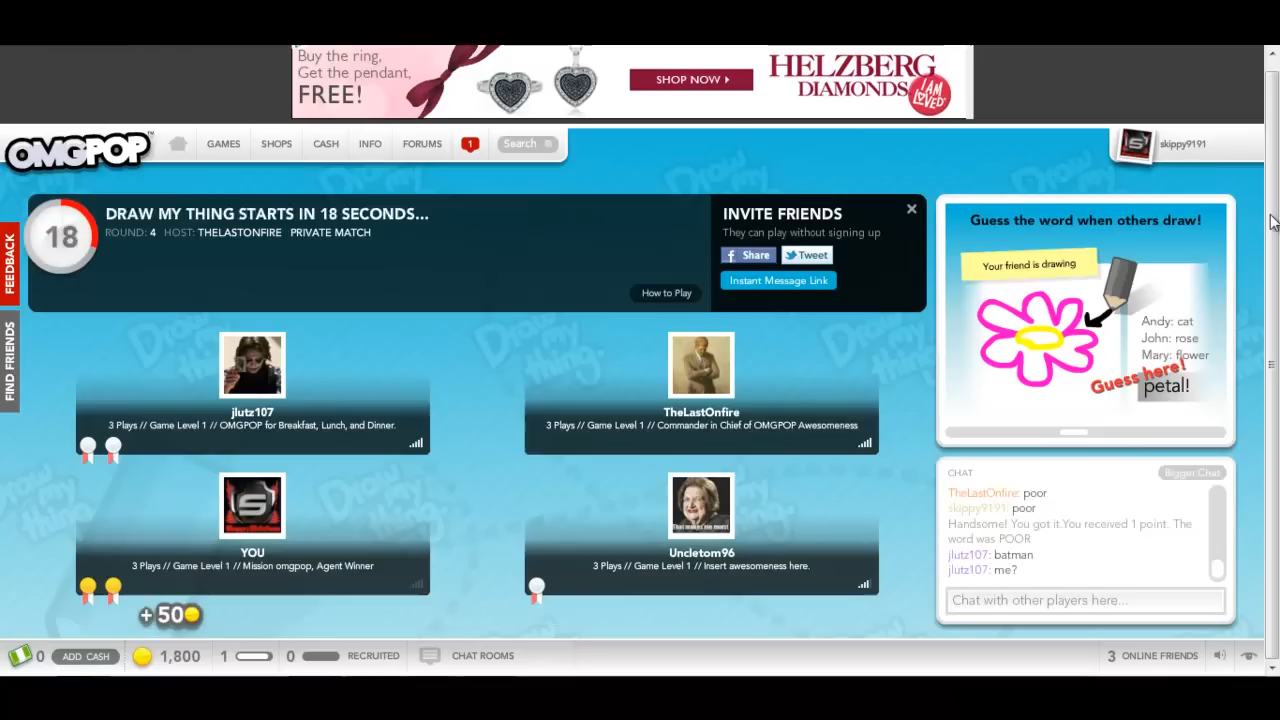 Buy the ring,
Get the pendant,
FREE!
SHOP NOW
HELZBERG
DIAMONDS
I AM
LOVED
OMGPOP
GAMES
SHOPS
CASH
INFO
FORUMS
1
Search
skippy9191
FEEDBACK
FIND FRIENDS
18
DRAW MY THING STARTS IN 18 SECONDS...
ROUND: 4 HOST: THELASTONFIRE PRIVATE MATCH
How to Play
INVITE FRIENDS
They can play without signing up
f Share
Tweet
Instant Message Link
Guess the word when others draw!
Your friend is drawing
Andy: cat
John: rose
Mary: flower
Guess here!
petal!
jlutz107
3 Plays // Game Level 1 // OMGPOP for Breakfast, Lunch, and Dinner.
TheLastOnfire
3 Plays // Game Level 1 // Commander in Chief of OMGPOP Awesomeness
YOU
3 Plays // Game Level 1 // Mission omgpop, Agent Winner
Uncletom96
3 Plays // Game Level 1 // Insert awesomeness here.
+50
CHAT
Bigger Chat
TheLastOnfire: poor
skippy9191: poor
Handsome! You got it.You received 1 point. The
word was POOR
jlutz107: batman
jlutz107: me?
Chat with other players here...
0
ADD CASH
1,800
1
0
RECRUITED
CHAT ROOMS
3 ONLINE FRIENDS